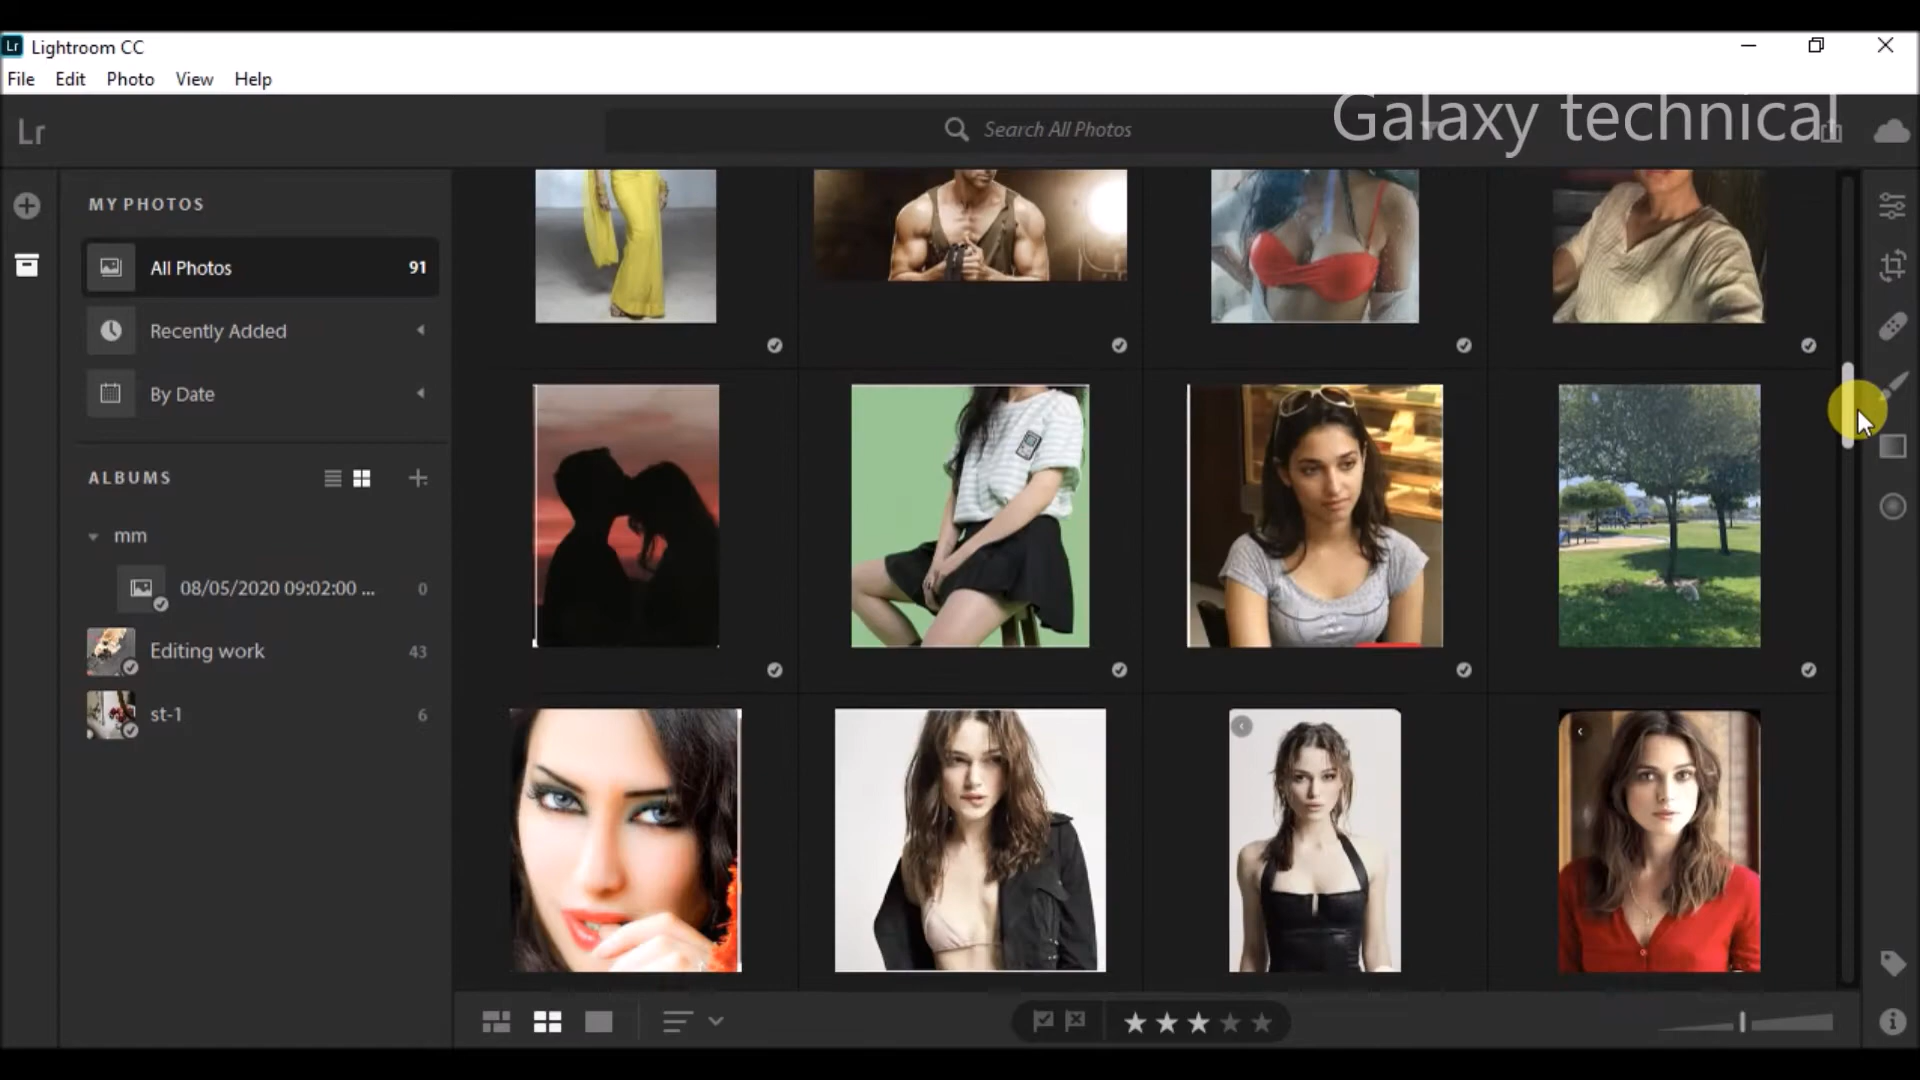 Lr Lightroom CC
File Edit Photo View Help
Galaxy technical
Lr
Search All Photos
MY PHOTOS
All Photos 91
Recently Added
By Date
ALBUMS
mm
08/05/2020 09:02:00 ... 0
Editing work 43
st-1 6